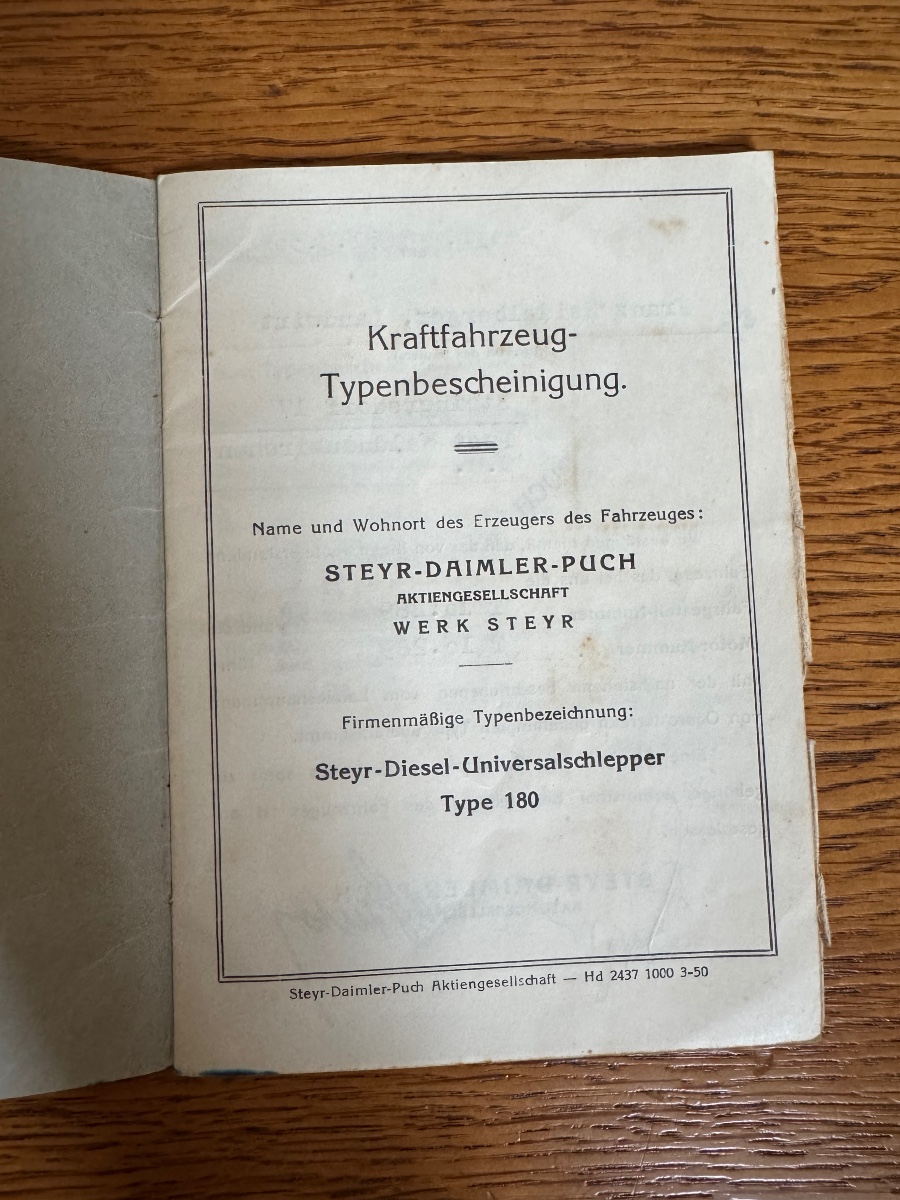 Kraftfahrzeug-
Typenbescheinigung.
Name und Wohnort des Erzeugers des Fahrzeuges:
STEYR-DAIMLER-PUCH
AKTIENGESELLSCHAFT
WERK STEYR
Firmenmäßige Typenbezeichnung:
Steyr-Diesel-Universalschlepper
Type 180
Steyr-Daimler-Puch Aktiengesellschaft — Hd 2437 1000 3-50